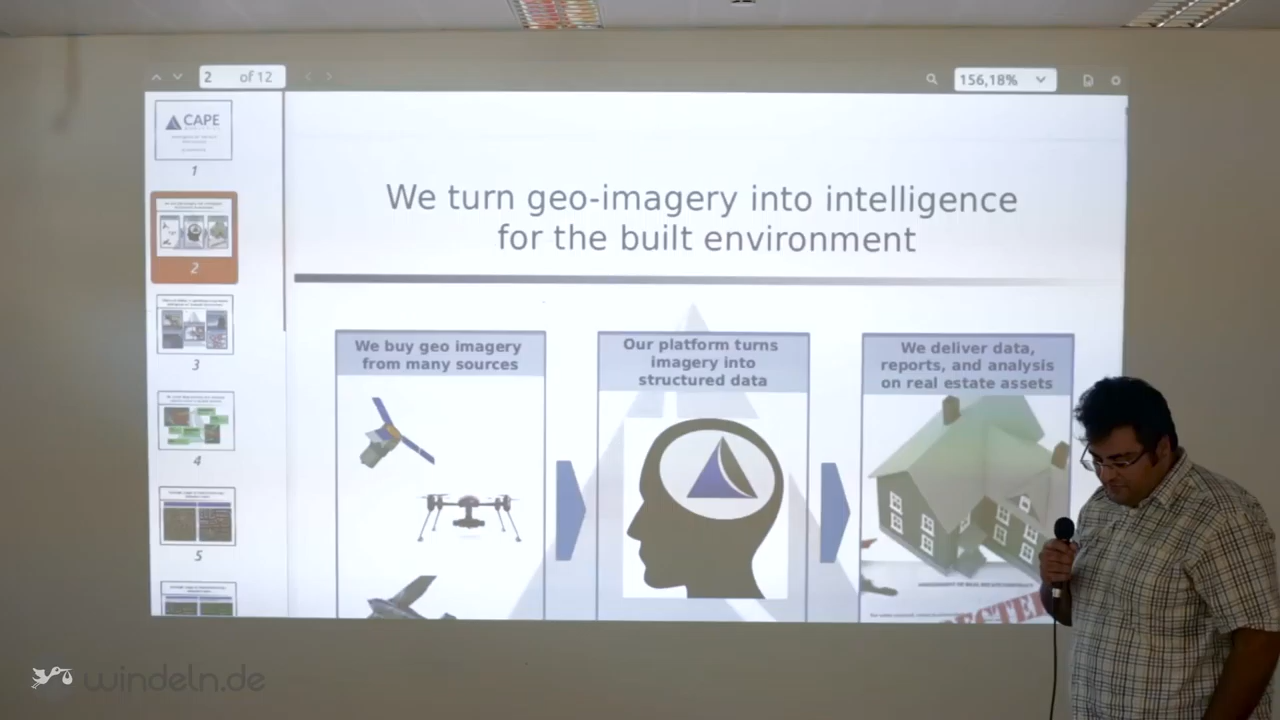 2 of 12
156,18%
CAPE
1
2
3
4
5
We turn geo-imagery into intelligence
for the built environment
We buy geo imagery
from many sources
Our platform turns
imagery into
structured data
We deliver data,
reports, and analysis
on real estate assets
windeln.de